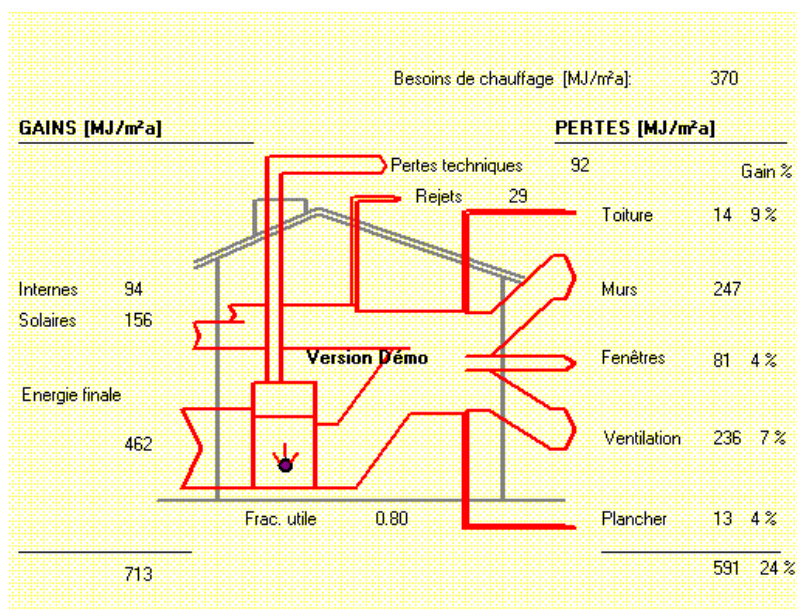 Besoins de chauffage [MJ/m²a]: 370
GAINS [MJ/m²a]
PERTES [MJ/m²a]
Pertes techniques 92
Gain %
Rejets 29
Toiture 14 9 %
Internes 94
Murs 247
Solaires 156
Version Démo
Fenêtres 81 4 %
Energie finale
462
Ventilation 236 7 %
Frac. utile 0.80
Plancher 13 4 %
713
591 24 %